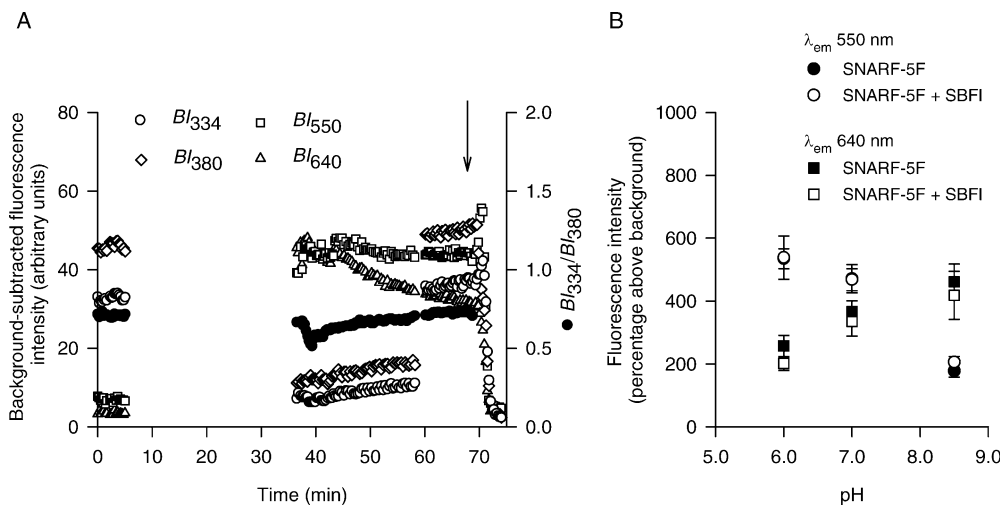 A
Background-subtracted fluorescence
intensity (arbitrary units)
80
60
40
20
0
BI334
BI380
BI550
BI640
2.0
1.5
1.0
0.5
0.0
BI334/BI380
0 10 20 30 40 50 60 70
Time (min)
B
λem 550 nm
SNARF-5F
SNARF-5F + SBFI
λem 640 nm
SNARF-5F
SNARF-5F + SBFI
Fluorescence intensity
(percentage above background)
1000
800
600
400
200
0
5.0 6.0 7.0 8.0 9.0
pH